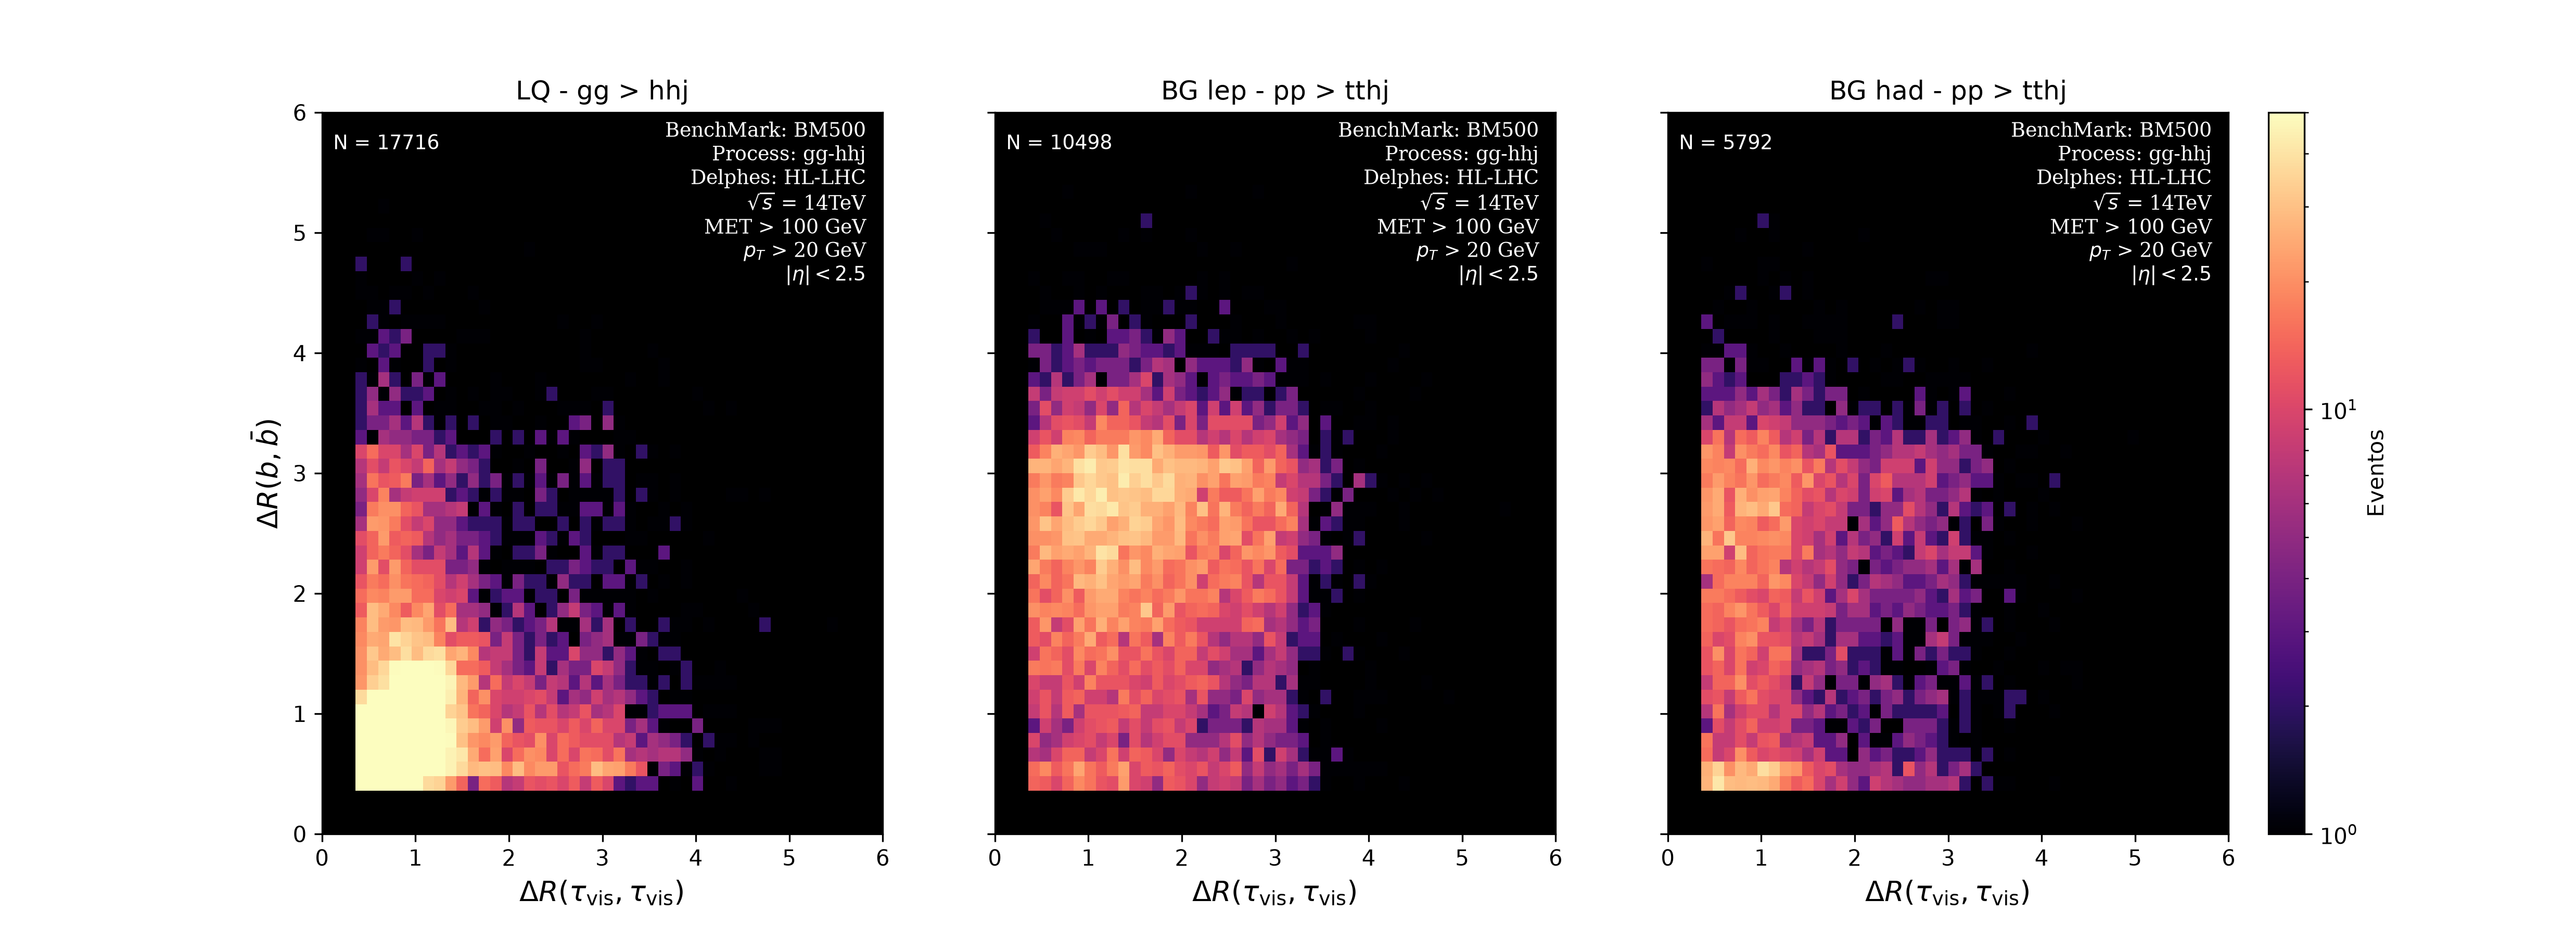 LQ - gg > hhj
N = 17716
BenchMark: BM500
Process: gg-hhj
Delphes: HL-LHC
√s = 14TeV
MET > 100 GeV
p_T > 20 GeV
|η| < 2.5
6
5
4
3
2
1
0
ΔR(b, b̄)
0 1 2 3 4 5 6
ΔR(τ_vis, τ_vis)
BG lep - pp > tthj
N = 10498
BenchMark: BM500
Process: gg-hhj
Delphes: HL-LHC
√s = 14TeV
MET > 100 GeV
p_T > 20 GeV
|η| < 2.5
0 1 2 3 4 5 6
ΔR(τ_vis, τ_vis)
BG had - pp > tthj
N = 5792
BenchMark: BM500
Process: gg-hhj
Delphes: HL-LHC
√s = 14TeV
MET > 100 GeV
p_T > 20 GeV
|η| < 2.5
0 1 2 3 4 5 6
ΔR(τ_vis, τ_vis)
10¹
10⁰
Eventos